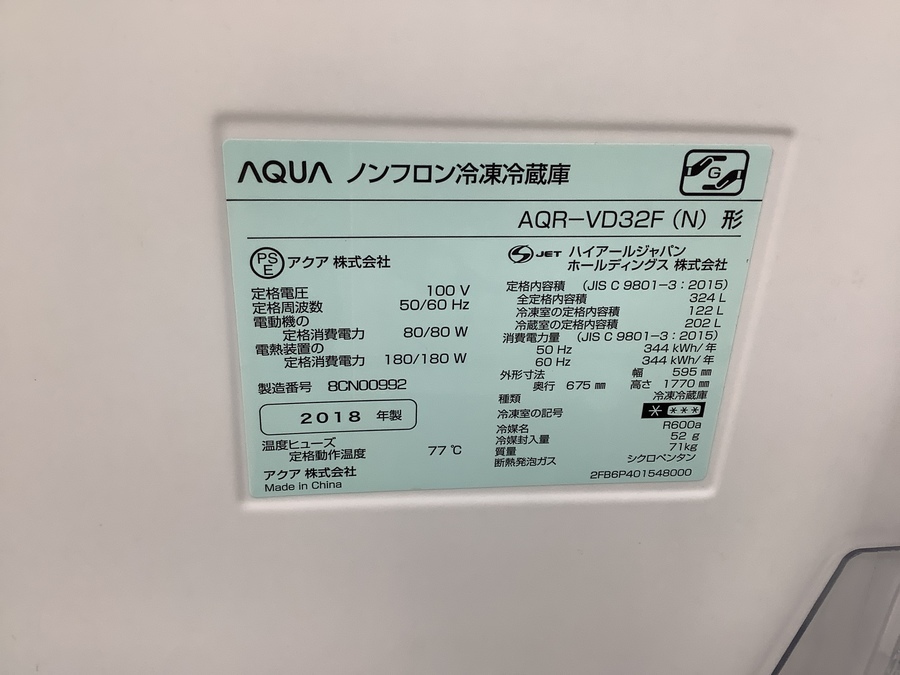 AQUA ノンフロン冷凍冷蔵庫
G
AQR-VD32F (N) 形
PS
E
アクア 株式会社
定格電圧 100 V
定格周波数 50/60 Hz
電動機の
定格消費電力 80/80 W
電熱装置の
定格消費電力 180/180 W
製造番号 8CN00992
2018 年製
温度ヒューズ
定格動作温度 77 ℃
アクア 株式会社
Made in China
JET ハイアールジャパン
ホールディングス 株式会社
定格内容積 (JIS C 9801-3 : 2015)
全定格内容積 324 L
冷凍室の定格内容積 122 L
冷蔵室の定格内容積 202 L
消費電力量 (JIS C 9801-3 : 2015)
50 Hz 344 kWh/年
60 Hz 344 kWh/年
外形寸法 幅 595 mm
奥行 675 mm 高さ 1770 mm
種類 冷凍冷蔵庫
冷凍室の記号 * ***
冷媒名 R600a
冷媒封入量 52 g
質量 71kg
断熱発泡ガス シクロペンタン
2FB6P401548000